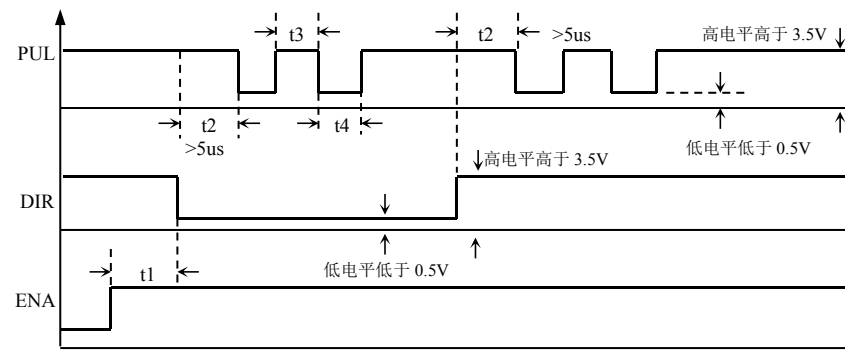 t3
t2
>5us
高电平高于 3.5V
PUL
t2
t4
>5us
低电平低于 0.5V
高电平高于 3.5V
DIR
低电平低于 0.5V
t1
ENA